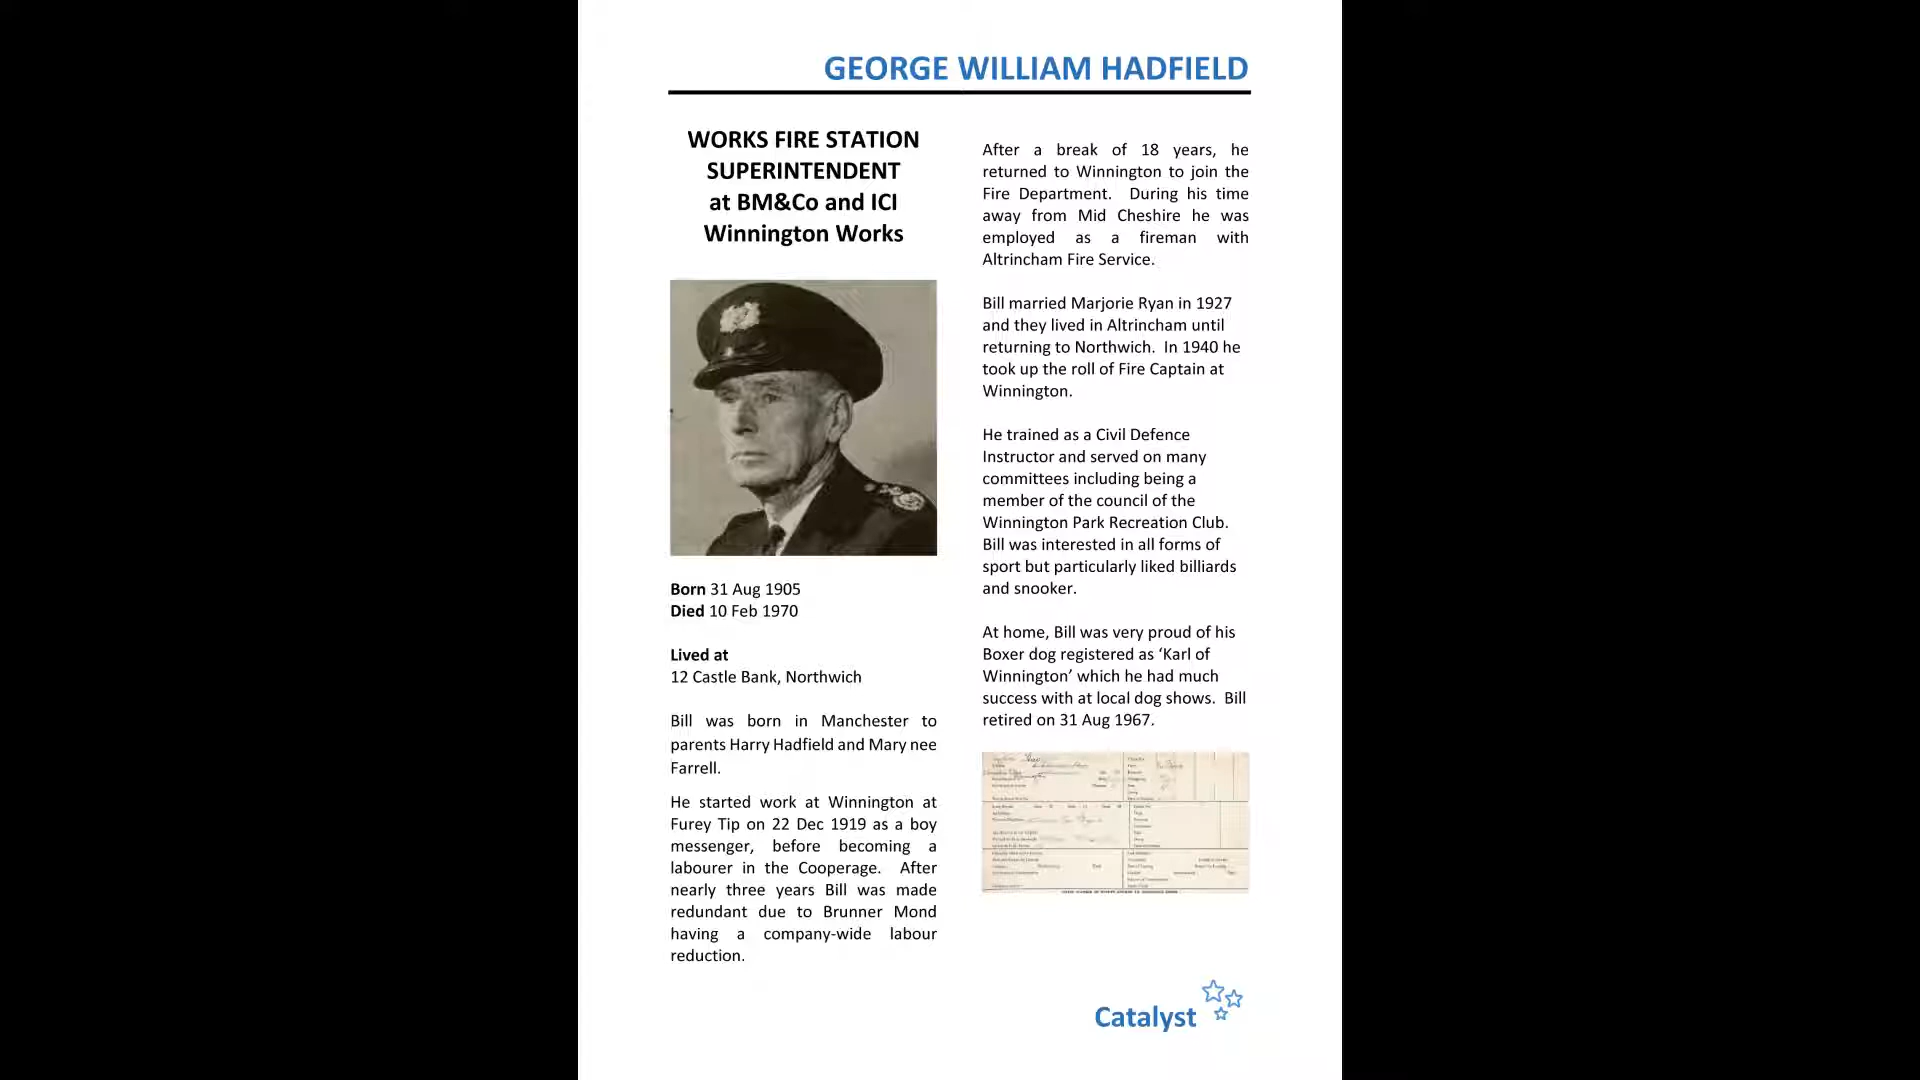 GEORGE WILLIAM HADFIELD
WORKS FIRE STATION
SUPERINTENDENT
at BM&Co and ICI
Winnington Works
Born 31 Aug 1905
Died 10 Feb 1970
Lived at
12 Castle Bank, Northwich
Bill was born in Manchester to
parents Harry Hadfield and Mary nee
Farrell.
He started work at Winnington at
Furey Tip on 22 Dec 1919 as a boy
messenger, before becoming a
labourer in the Cooperage. After
nearly three years Bill was made
redundant due to Brunner Mond
having a company-wide labour
reduction.
After a break of 18 years, he
returned to Winnington to join the
Fire Department. During his time
away from Mid Cheshire he was
employed as a fireman with
Altrincham Fire Service.
Bill married Marjorie Ryan in 1927
and they lived in Altrincham until
returning to Northwich. In 1940 he
took up the roll of Fire Captain at
Winnington.
He trained as a Civil Defence
Instructor and served on many
committees including being a
member of the council of the
Winnington Park Recreation Club.
Bill was interested in all forms of
sport but particularly liked billiards
and snooker.
At home, Bill was very proud of his
Boxer dog registered as ‘Karl of
Winnington’ which he had much
success with at local dog shows. Bill
retired on 31 Aug 1967.
Catalyst